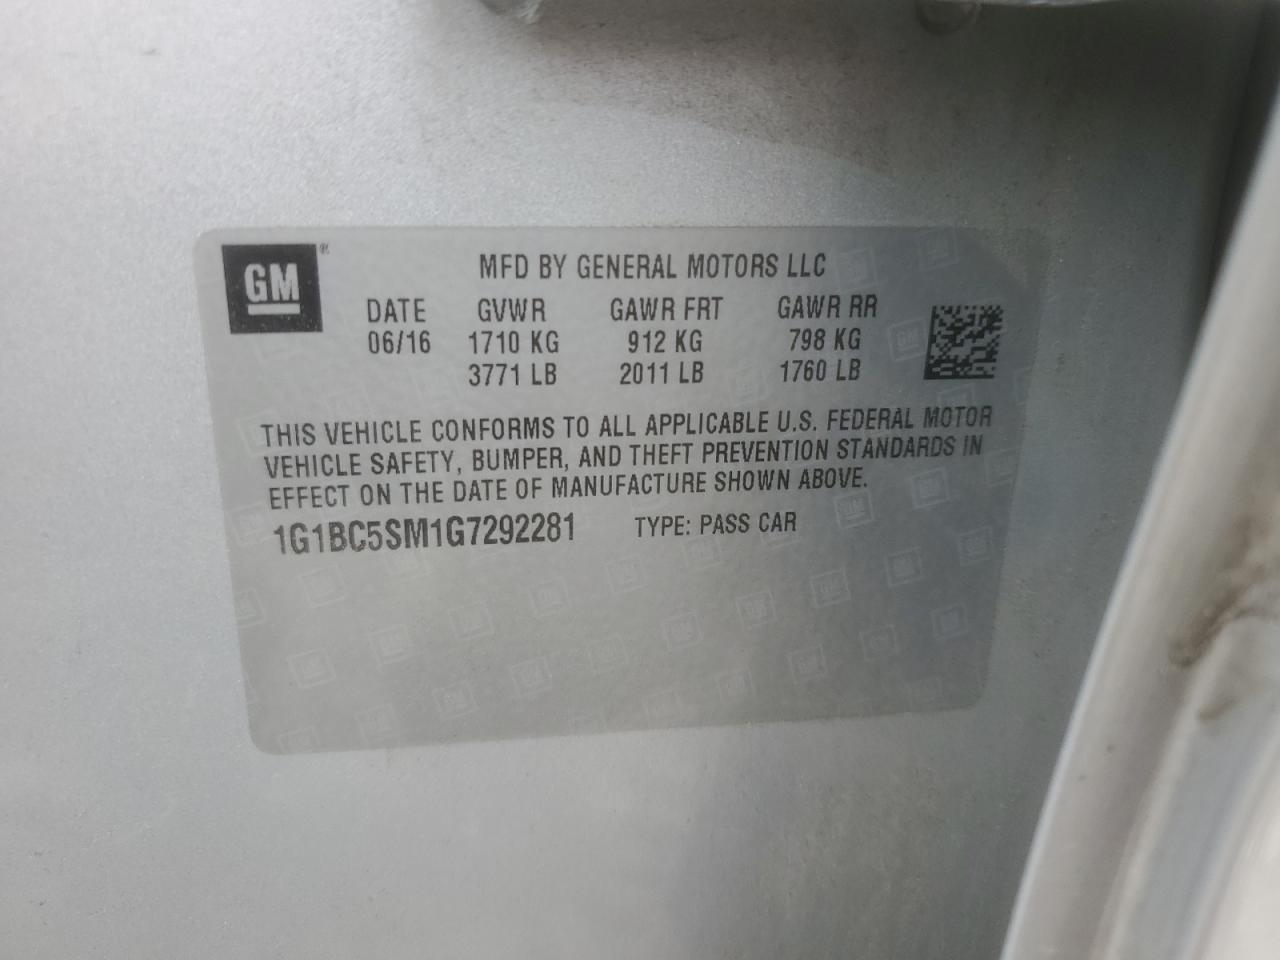 GM®
MFD BY GENERAL MOTORS LLC
DATE GVWR GAWR FRT GAWR RR
06/16 1710 KG 912 KG 798 KG
3771 LB 2011 LB 1760 LB
THIS VEHICLE CONFORMS TO ALL APPLICABLE U.S. FEDERAL MOTOR
VEHICLE SAFETY, BUMPER, AND THEFT PREVENTION STANDARDS IN
EFFECT ON THE DATE OF MANUFACTURE SHOWN ABOVE.
1G1BC5SM1G7292281 TYPE: PASS CAR